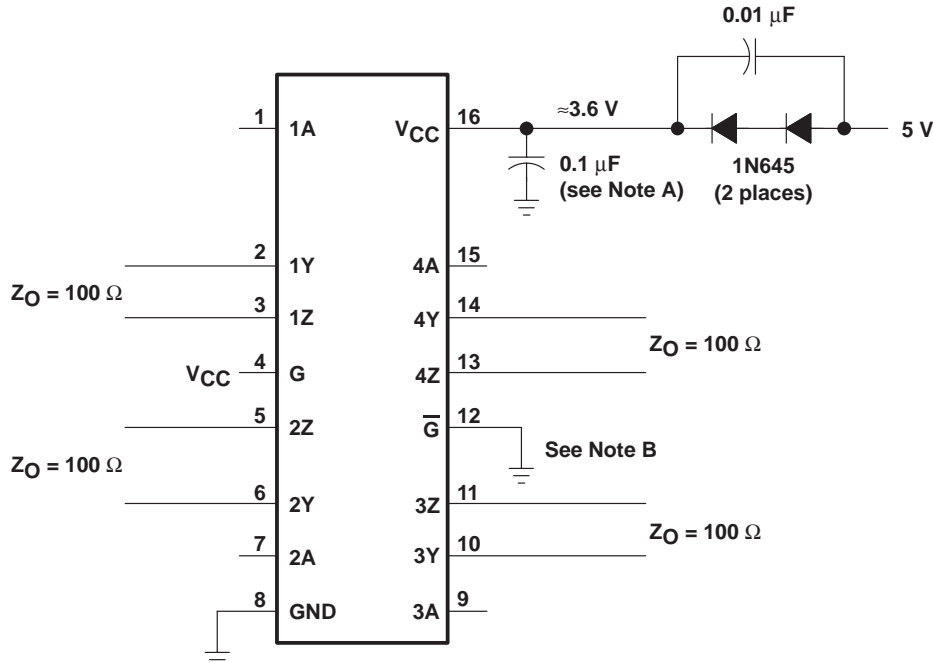 0.01 μF
1
1A
VCC
16
≈3.6 V
5 V
0.1 μF
(see Note A)
1N645
(2 places)
2
1Y
4A
15
ZO = 100 Ω
3
1Z
4Y
14
ZO = 100 Ω
VCC
4
G
4Z
13
5
2Z
G̅
12
See Note B
ZO = 100 Ω
6
2Y
3Z
11
ZO = 100 Ω
7
2A
3Y
10
8
GND
3A
9